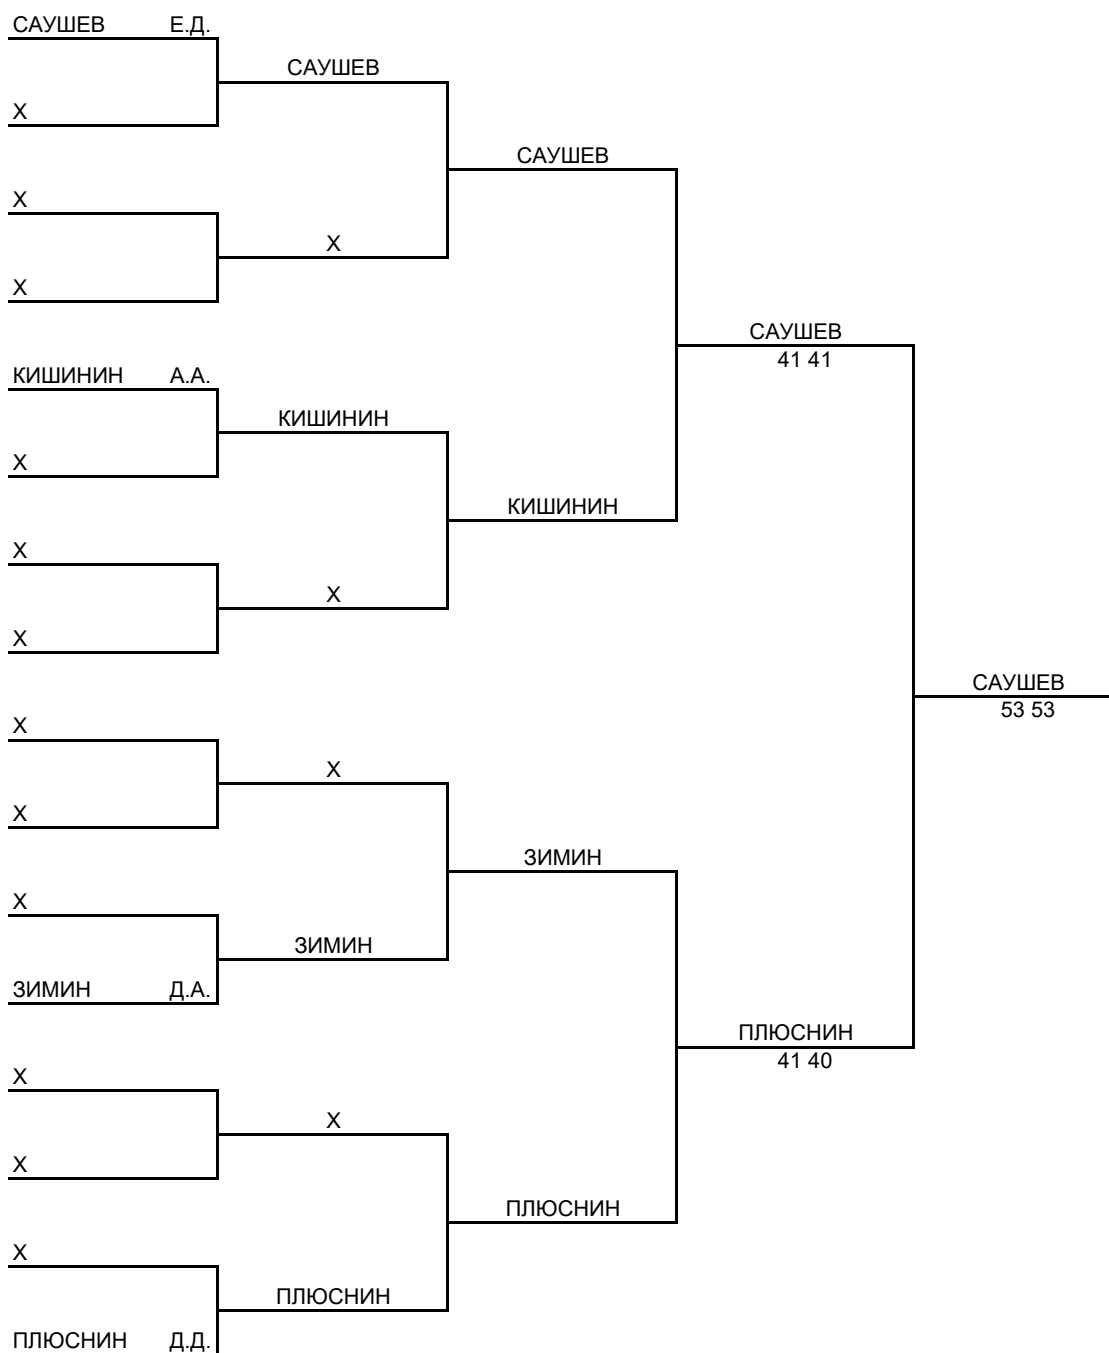 САУШЕВ Е.Д.
САУШЕВ
Х
САУШЕВ
Х
Х
Х
САУШЕВ
41 41
КИШИНИН А.А.
КИШИНИН
Х
КИШИНИН
Х
Х
Х
САУШЕВ
53 53
Х
Х
Х
ЗИМИН
Х
ЗИМИН
ЗИМИН Д.А.
ПЛЮСНИН
41 40
Х
Х
Х
ПЛЮСНИН
Х
ПЛЮСНИН
ПЛЮСНИН Д.Д.